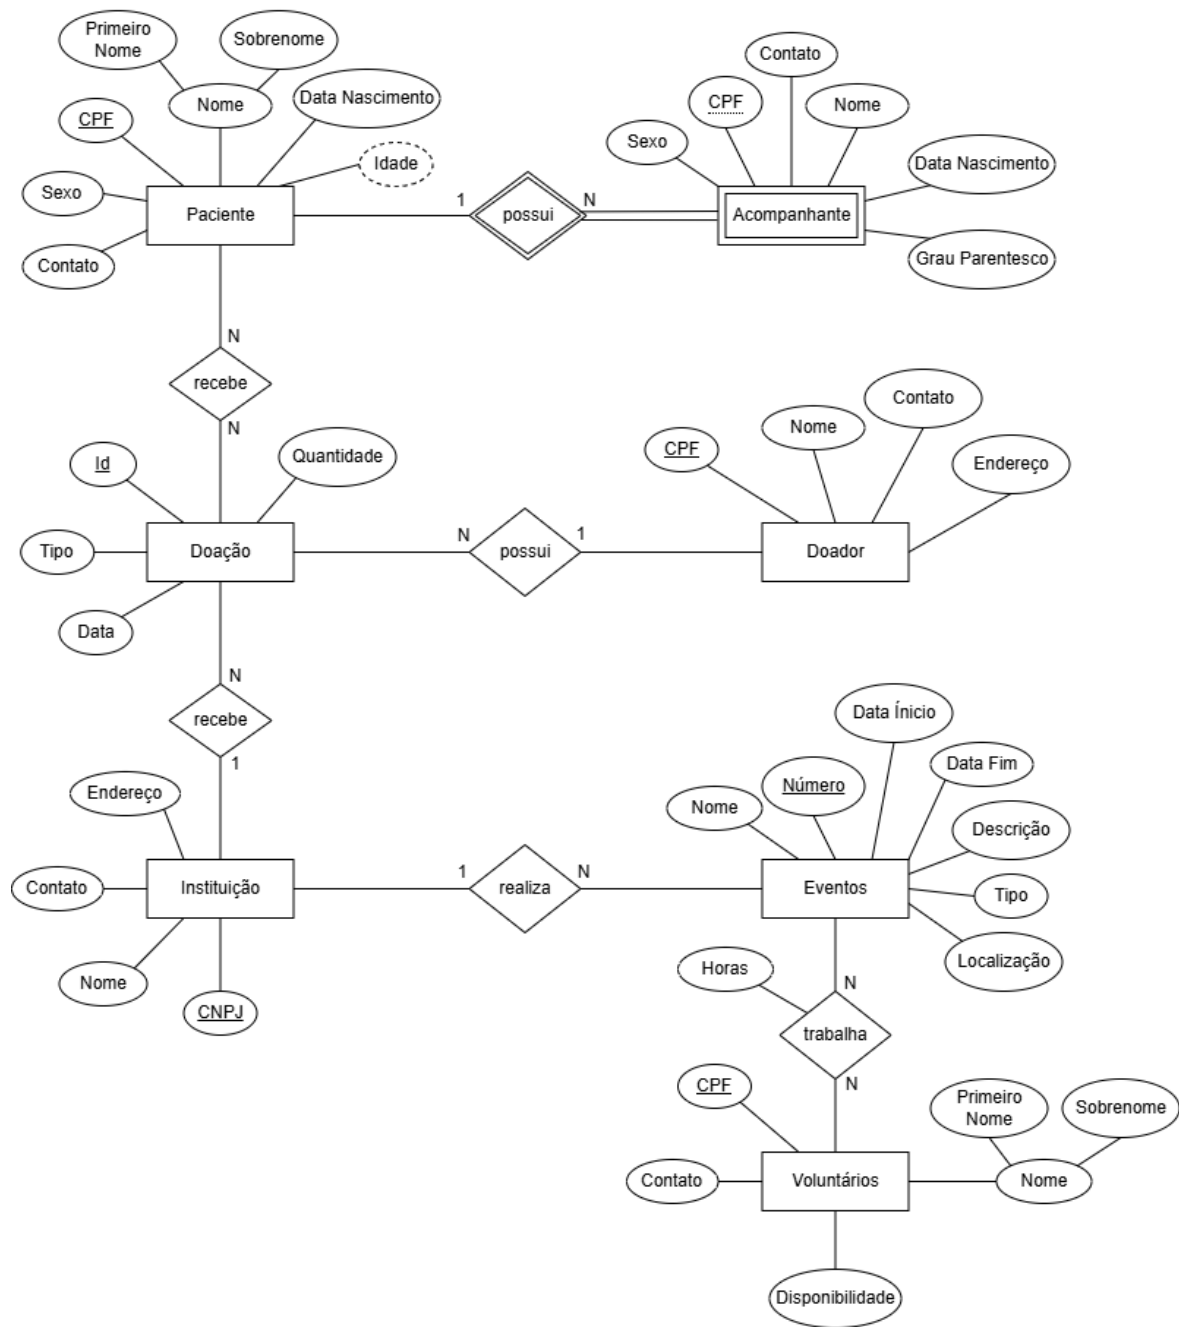 Primeiro
Nome
Sobrenome
Contato
Nome
Data Nascimento
CPF
CPF
Nome
Sexo
Idade
Data Nascimento
Sexo
Paciente
1
possui
N
Acompanhante
Contato
Grau Parentesco
N
recebe
N
Contato
Nome
Id
Quantidade
CPF
Endereço
Tipo
Doação
N
possui
1
Doador
Data
N
recebe
1
Data Ínicio
Endereço
Número
Data Fim
Nome
Descrição
Contato
Instituição
1
realiza
N
Eventos
Tipo
Localização
Nome
Horas
N
CNPJ
trabalha
N
CPF
Primeiro
Nome
Sobrenome
Contato
Voluntários
Nome
Disponibilidade